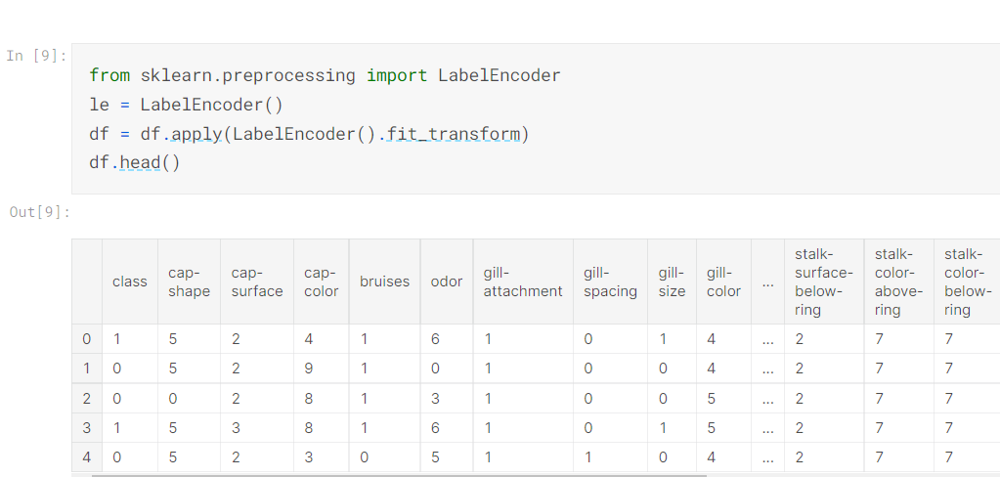 In [9]:
from sklearn.preprocessing import LabelEncoder
le = LabelEncoder()
df = df.apply(LabelEncoder().fit_transform)
df.head()
Out[9]:
class cap-shape cap-surface cap-color bruises odor gill-attachment gill-spacing gill-size gill-color ... stalk-surface-below-ring stalk-color-above-ring stalk-color-below-ring
0 1 5 2 4 1 6 1 0 1 4 ... 2 7 7
1 0 5 2 9 1 0 1 0 0 4 ... 2 7 7
2 0 0 2 8 1 3 1 0 0 5 ... 2 7 7
3 1 5 3 8 1 6 1 0 1 5 ... 2 7 7
4 0 5 2 3 0 5 1 1 0 4 ... 2 7 7